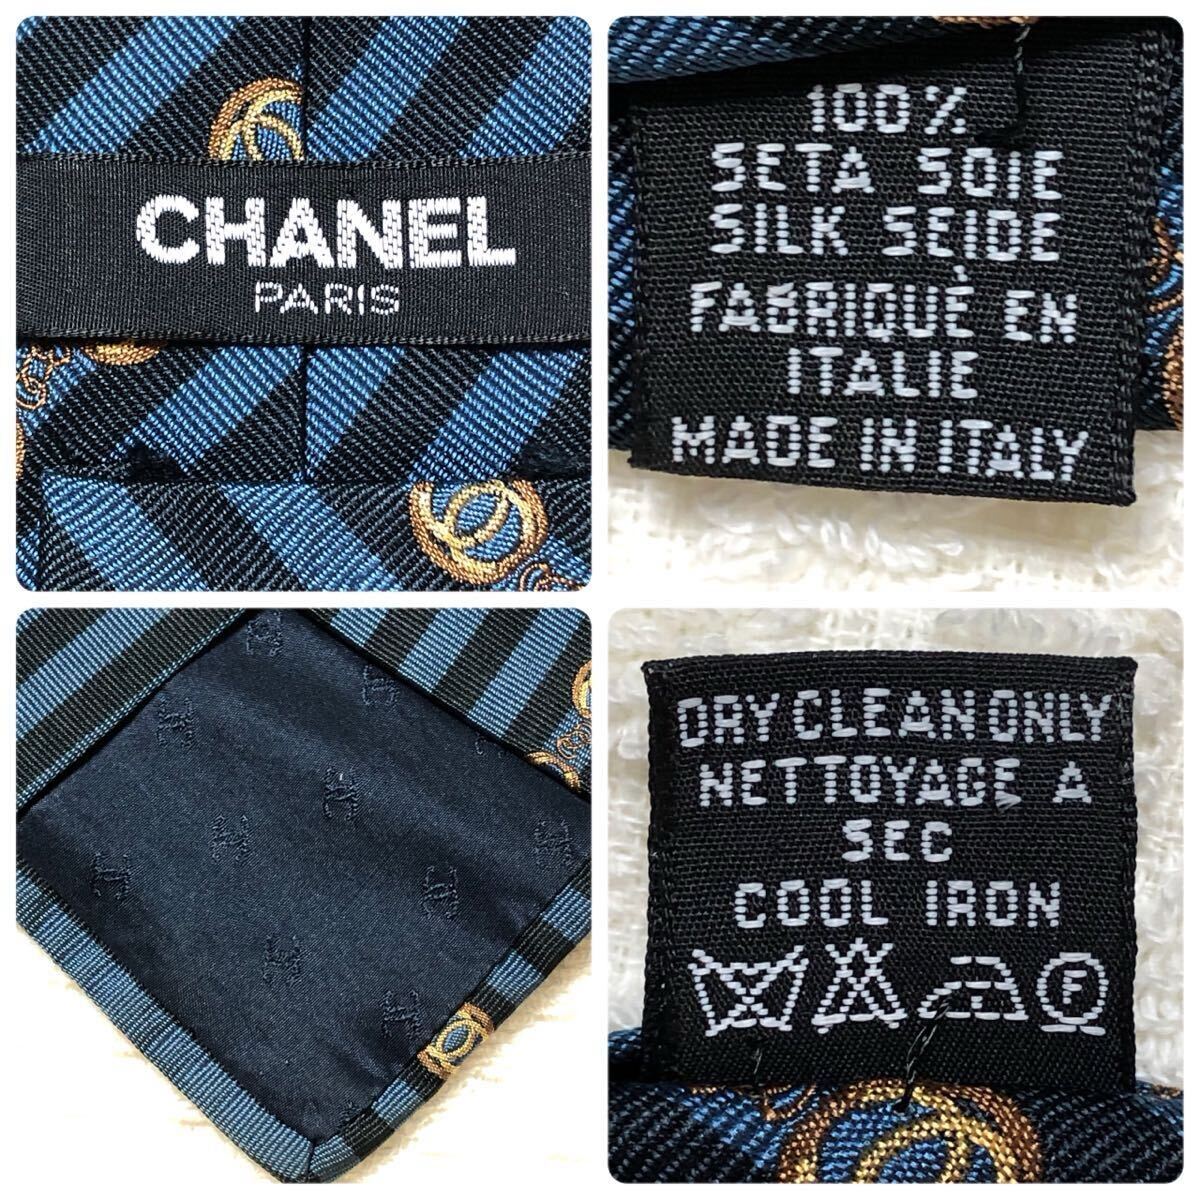 CHANEL
PARIS
100%
SETA SOIE
SILK SEIDE
FABRIQUÉ EN
ITALIE
MADE IN ITALY
DRY CLEAN ONLY
NETTOYAGE A
SEC
COOL IRON
F